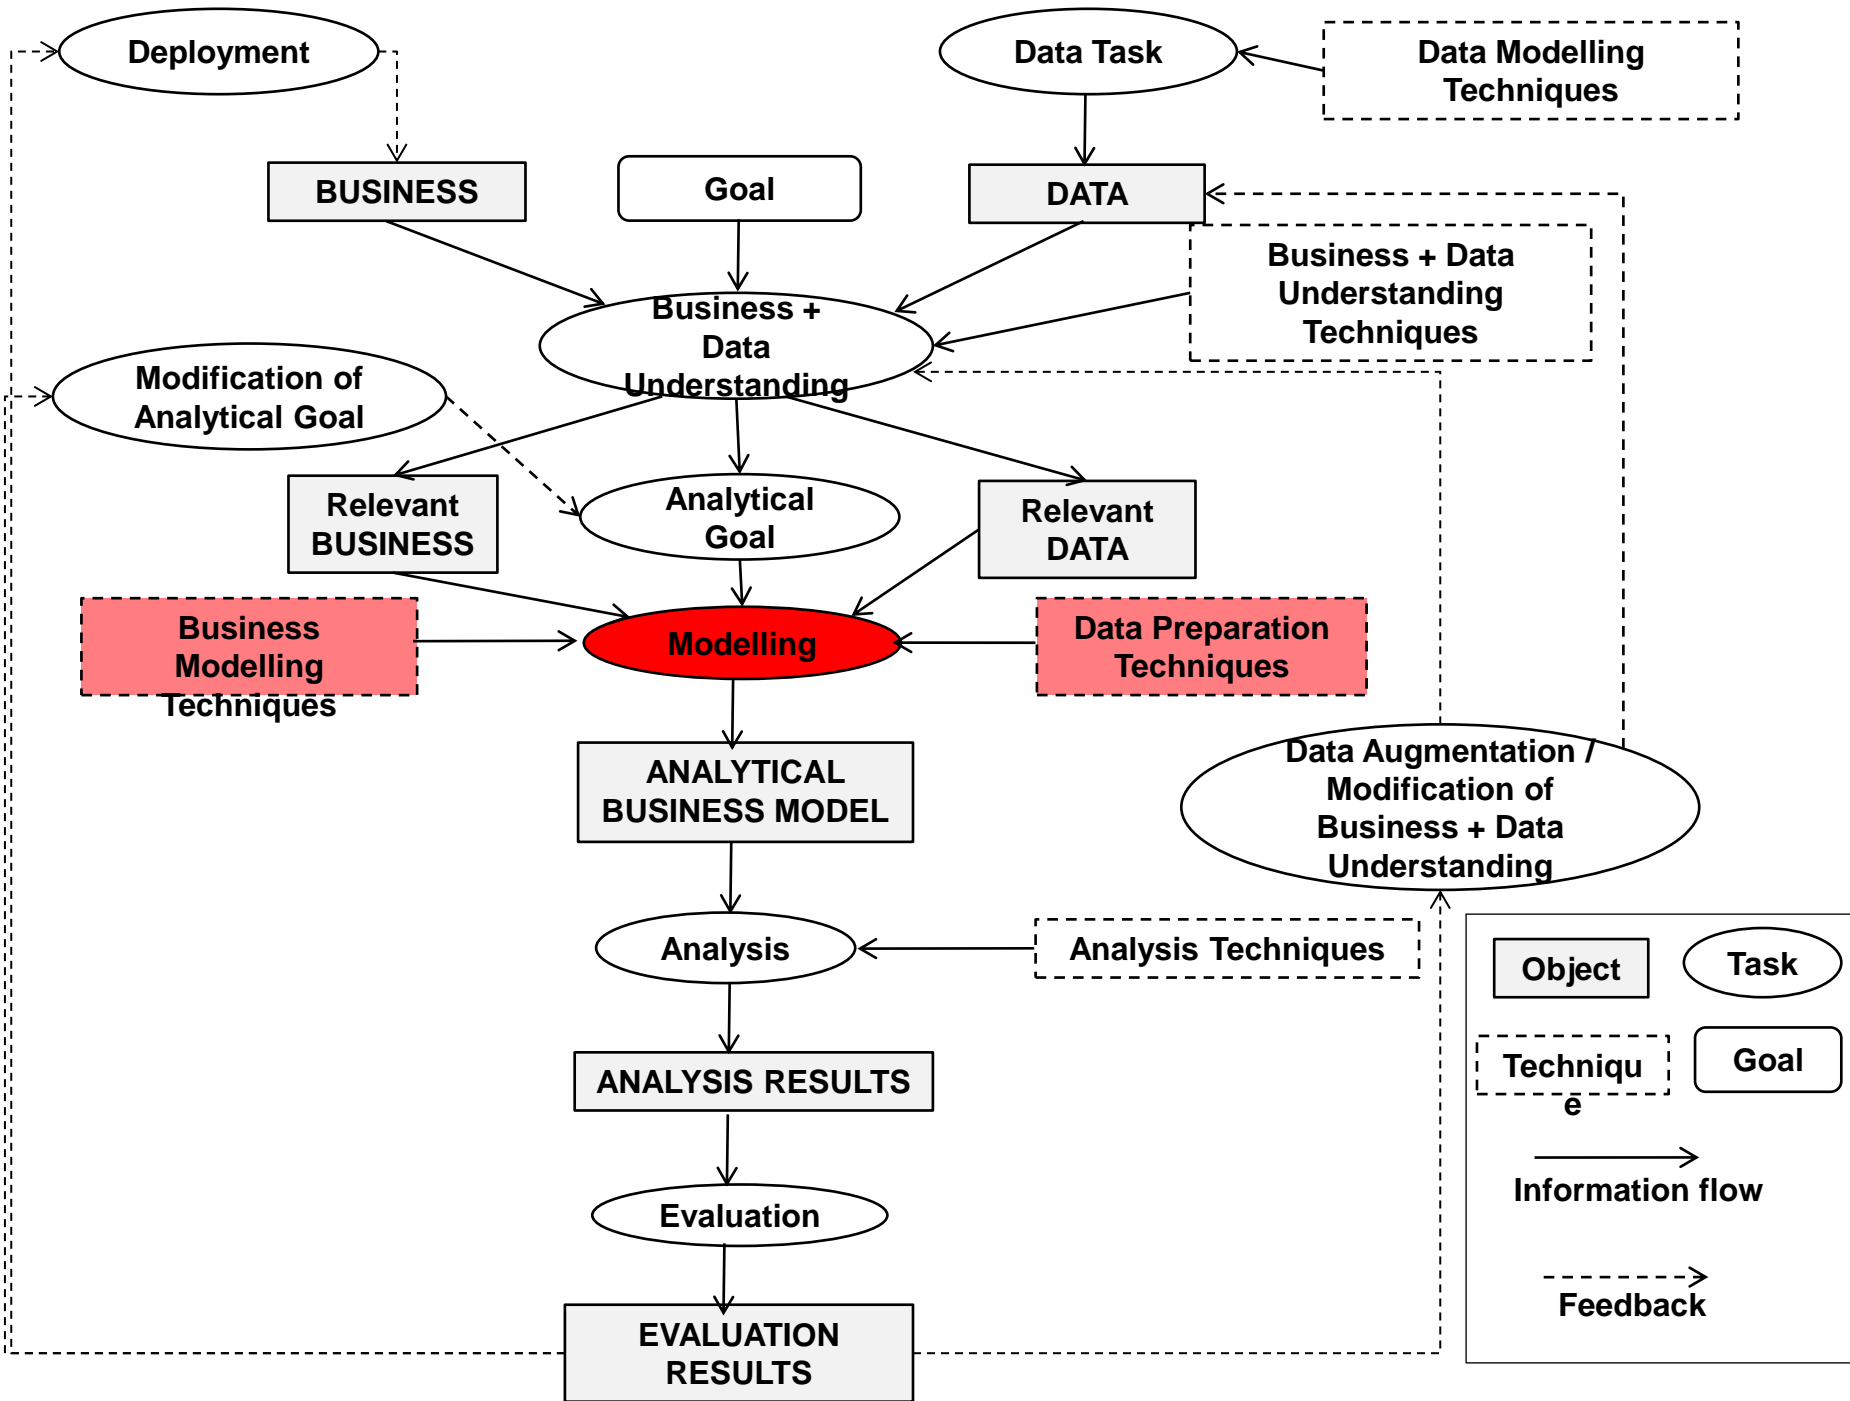 Deployment
Data Task
Data Modelling
Techniques
BUSINESS
Goal
DATA
Business + Data
Understanding
Techniques
Business +
Data
Understanding
Modification of
Analytical Goal
Relevant
BUSINESS
Analytical
Goal
Relevant
DATA
Business
Modelling
Techniques
Modelling
Data Preparation
Techniques
ANALYTICAL
BUSINESS MODEL
Data Augmentation /
Modification of
Business + Data
Understanding
Analysis
Analysis Techniques
ANALYSIS RESULTS
Evaluation
EVALUATION
RESULTS
Object
Task
Techniqu
e
Goal
Information flow
Feedback